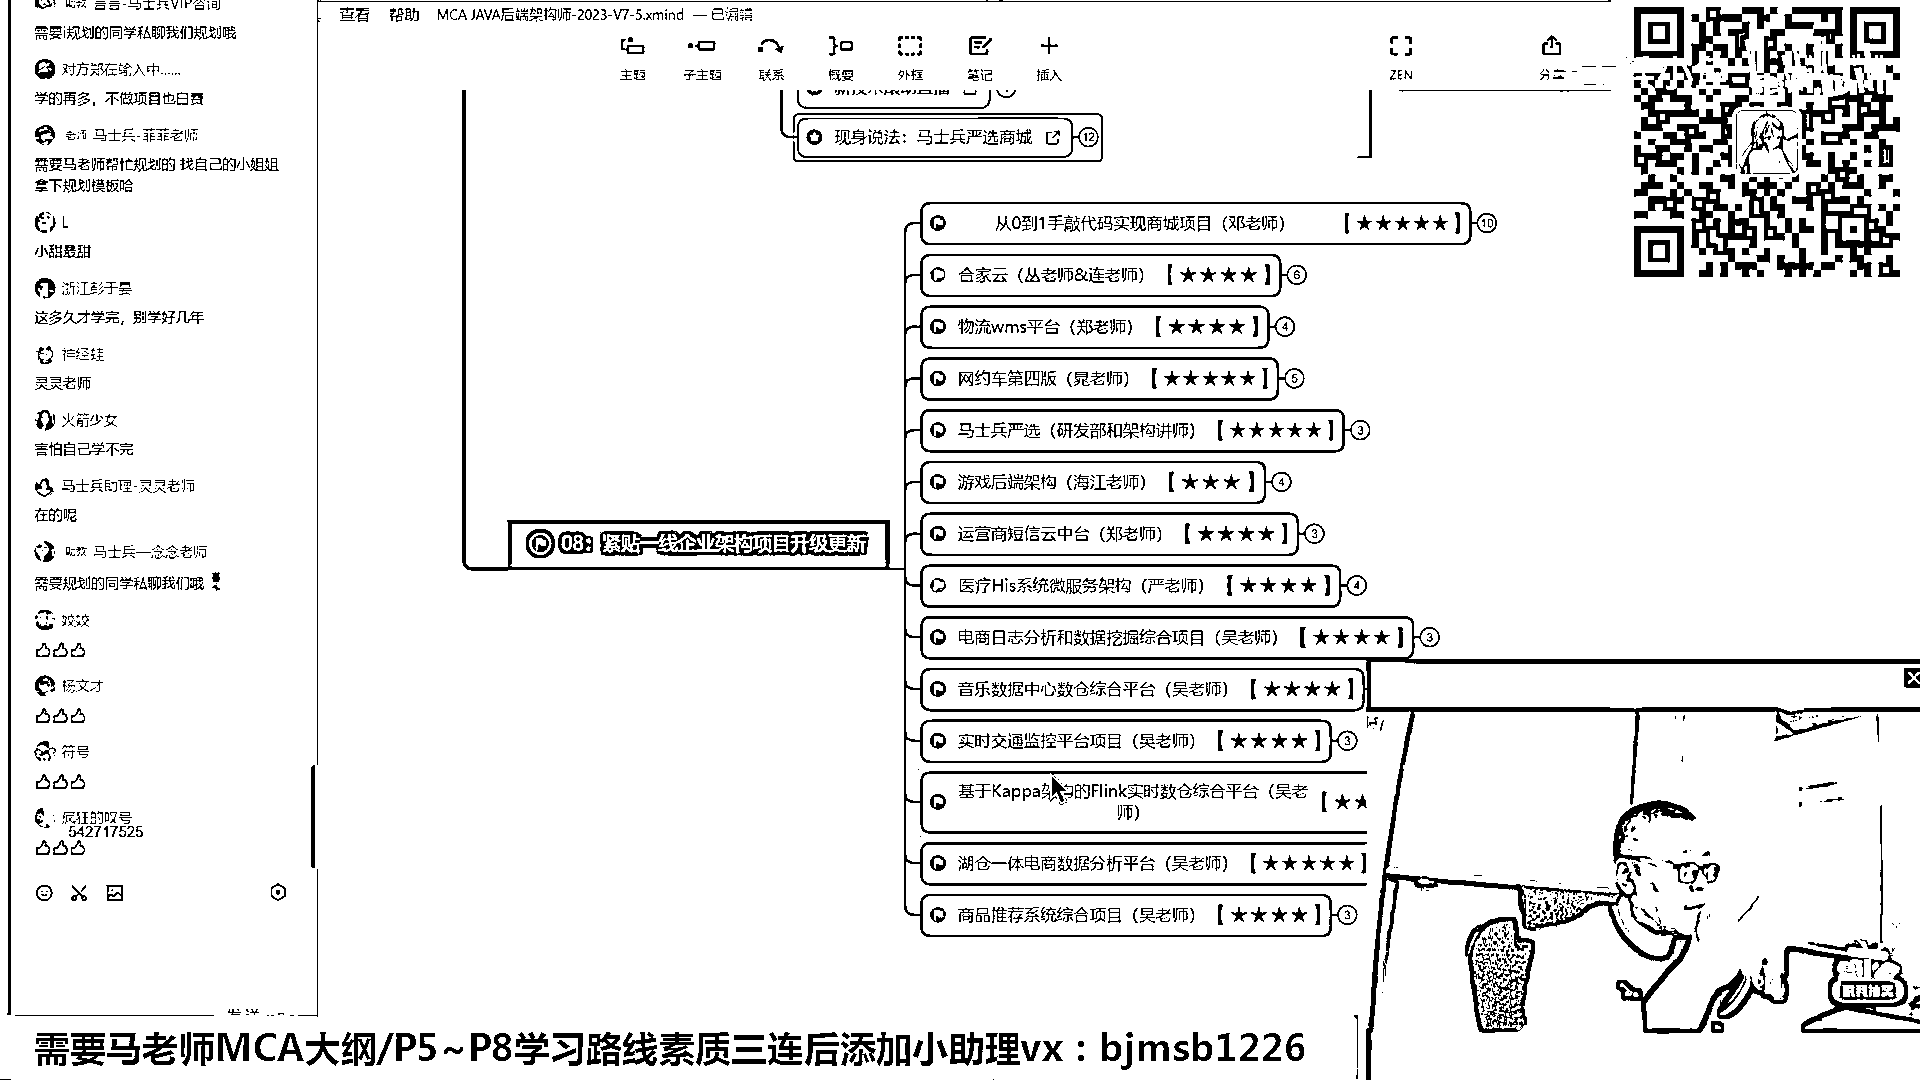 言言-马士兵VIP咨询
需要规划的同学私聊我们规划哦
对方郑在输入中......
学的再多，不做项目也白费
马士兵-菲菲老师
需要马老师帮忙规划的 找自己的小姐姐
拿下规划模板哈
L
小甜最甜
浙江彭于晏
这多久才学完，别学好几年
神经蛙
灵灵老师
火箭少女
害怕自己学不完
马士兵助理-灵灵老师
在的呢
马士兵—念念老师
需要规划的同学私聊我们哦
姣姣
杨文才
符号
疯狂的叹号
542717525
查看 帮助 MCA JAVA后端架构师-2023-V7-5.xmind — 已编辑
主题 子主题 联系 概要 外框 笔记 插入 ZEN 分享
新技术滚动直播
现身说法：马士兵严选商城 12
08：紧贴一线企业架构项目升级更新
从0到1手敲代码实现商城项目（邓老师） 【★★★★★】 10
合家云（丛老师&连老师） 【★★★★】 6
物流wms平台（郑老师） 【★★★★】 4
网约车第四版（晁老师） 【★★★★★】 5
马士兵严选（研发部和架构讲师） 【★★★★★】 3
游戏后端架构（海江老师） 【★★★】 4
运营商短信云中台（郑老师） 【★★★★】 3
医疗His系统微服务架构（严老师） 【★★★★】 4
电商日志分析和数据挖掘综合项目（吴老师） 【★★★★】 3
音乐数据中心数仓综合平台（吴老师） 【★★★★】
实时交通监控平台项目（吴老师） 【★★★★】 3
基于Kappa架构的Flink实时数仓综合平台（吴老
师） 【★★
湖仓一体电商数据分析平台（吴老师） 【★★★★★】
商品推荐系统综合项目（吴老师） 【★★★★】 3
需要马老师MCA大纲/P5~P8学习路线素质三连后添加小助理vx：bjmsb1226